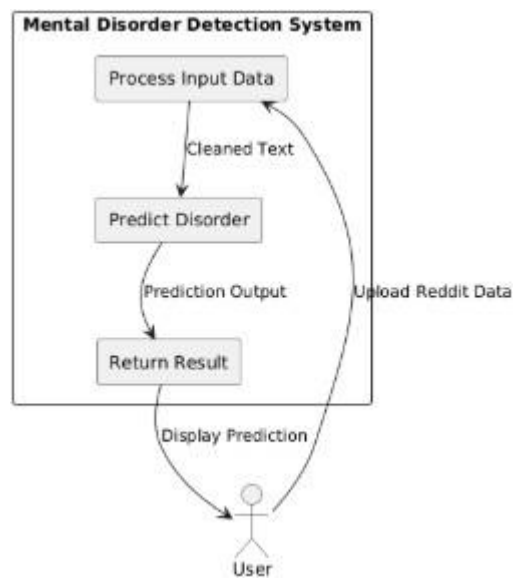 Mental Disorder Detection System
Process Input Data
Cleaned Text
Predict Disorder
Prediction Output
Upload Reddit Data
Return Result
Display Prediction
User